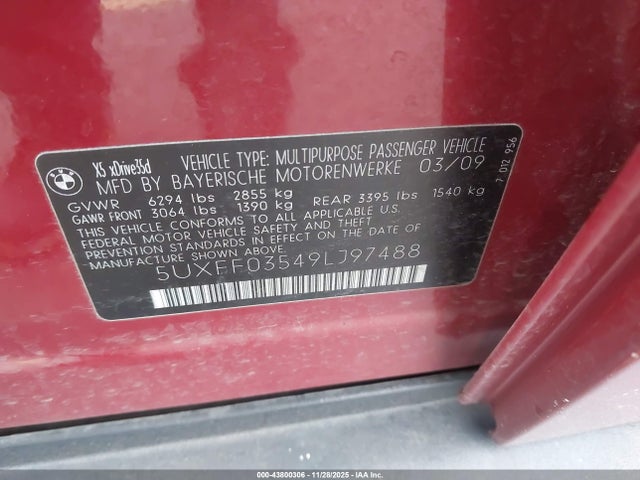 BMW
X5 xDrive35d
VEHICLE TYPE: MULTIPURPOSE PASSENGER VEHICLE
MFD BY BAYERISCHE MOTORENWERKE 03/09
GVWR 6294 lbs 2855 kg
GAWR FRONT 3064 lbs 1390 kg REAR 3395 lbs 1540 kg
THIS VEHICLE CONFORMS TO ALL APPLICABLE U.S.
FEDERAL MOTOR VEHICLE SAFETY AND THEFT
PREVENTION STANDARDS IN EFFECT ON THE DATE OF
MANUFACTURE SHOWN ABOVE.
5UXFF03549LJ97488
7 012 956
000-43800306 - 11/28/2025 - IAA, Inc.